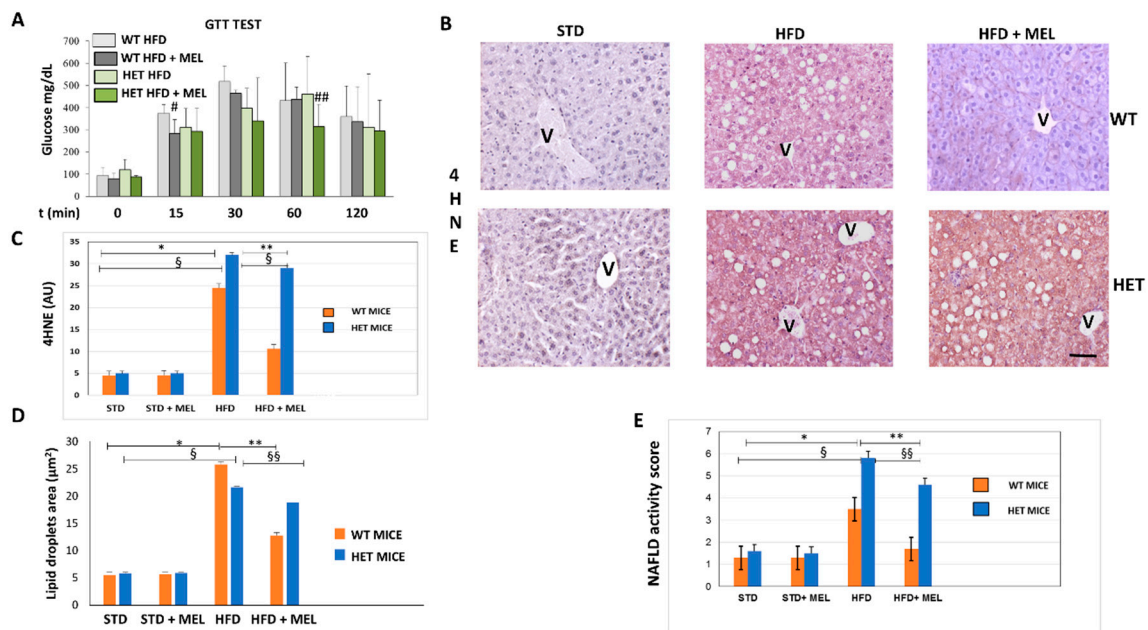 A
GTT TEST
Glucose mg/dL
700
600
500
400
300
200
100
0
WT HFD
WT HFD + MEL
HET HFD
HET HFD + MEL
#
##
t (min)
0 15 30 60 120
B
STD HFD HFD + MEL
4
H
N
E
V
V
V
WT
V
V
V
V
HET
C
4HNE (AU)
35
30
25
20
15
10
5
0
* **
§ §
WT MICE
HET MICE
STD STD + MEL HFD HFD + MEL
D
Lipid droplets area (µm²)
30
25
20
15
10
5
0
* **
§ §§
WT MICE
HET MICE
STD STD + MEL HFD HFD + MEL
E
NAFLD activity score
7
6
5
4
3
2
1
0
* **
§ §§
WT MICE
HET MICE
STD STD+ MEL HFD HFD+ MEL